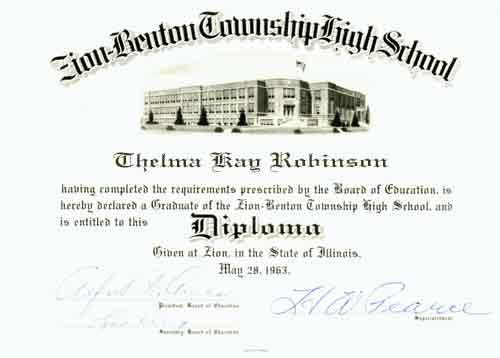 Zion-Benton Township High School
Thelma Kay Robinson
having completed the requirements prescribed by the Board of Education, is
hereby declared a Graduate of the Zion-Benton Township High School, and
is entitled to this Diploma
Given at Zion, in the State of Illinois,
May 28, 1963.
President Board of Education
H W Pearce
Superintendent
Secretary Board of Education